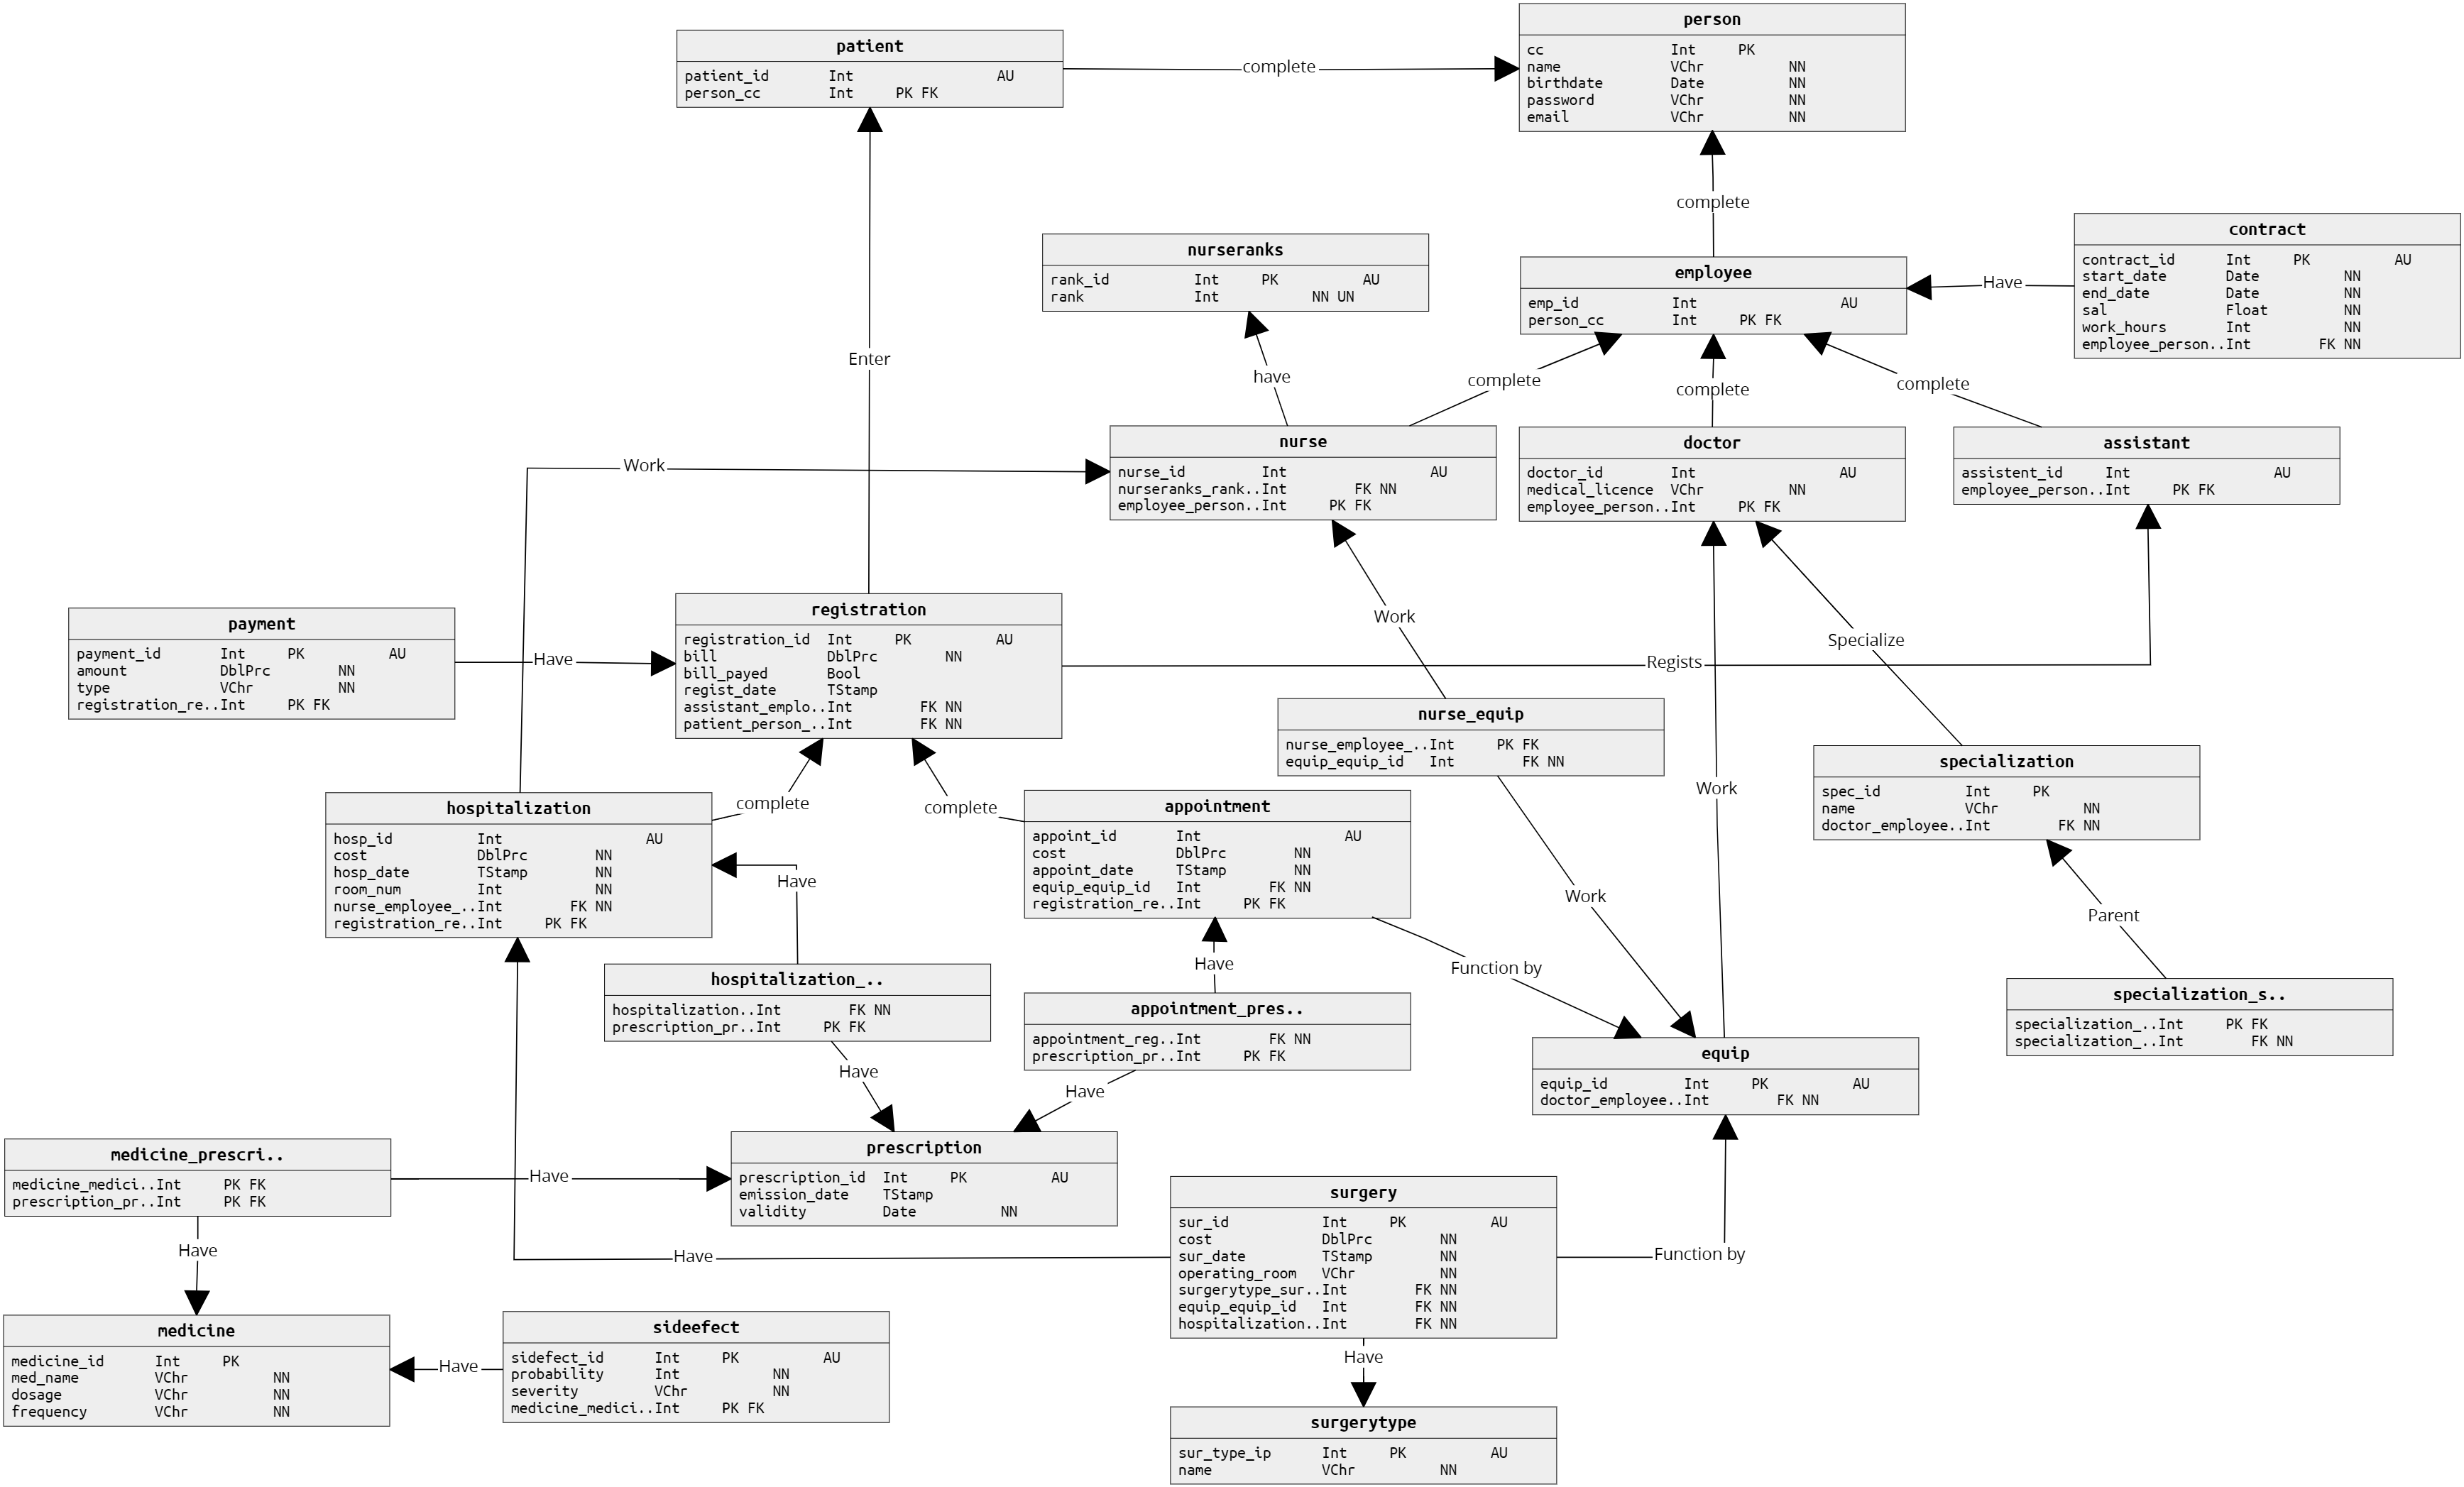 person
cc Int PK
name VChr NN
birthdate Date NN
password VChr NN
email VChr NN
patient
patient_id Int AU
person_cc Int PK FK
complete
complete
nurseranks
rank_id Int PK AU
rank Int NN UN
employee
emp_id Int AU
person_cc Int PK FK
contract
contract_id Int PK AU
start_date Date NN
end_date Date NN
sal Float NN
work_hours Int NN
employee_person..Int FK NN
Have
Enter
have
complete
complete
complete
nurse
nurse_id Int AU
nurseranks_rank..Int FK NN
employee_person..Int PK FK
doctor
doctor_id Int AU
medical_licence VChr NN
employee_person..Int PK FK
assistant
assistent_id Int AU
employee_person..Int PK FK
Work
payment
payment_id Int PK AU
amount DblPrc NN
type VChr NN
registration_re..Int PK FK
Have
registration
registration_id Int PK AU
bill DblPrc NN
bill_payed Bool
regist_date TStamp
assistant_emplo..Int FK NN
patient_person_..Int FK NN
Work
Specialize
Regists
nurse_equip
nurse_employee_..Int PK FK
equip_equip_id Int FK NN
specialization
spec_id Int PK
name VChr NN
doctor_employee..Int FK NN
Work
complete
complete
hospitalization
hosp_id Int AU
cost DblPrc NN
hosp_date TStamp NN
room_num Int NN
nurse_employee_..Int FK NN
registration_re..Int PK FK
appointment
appoint_id Int AU
cost DblPrc NN
appoint_date TStamp NN
equip_equip_id Int FK NN
registration_re..Int PK FK
Have
Work
Parent
Have
Function by
hospitalization_..
hospitalization..Int FK NN
prescription_pr..Int PK FK
appointment_pres..
appointment_reg..Int FK NN
prescription_pr..Int PK FK
specialization_s..
specialization_..Int PK FK
specialization_..Int FK NN
Have
Have
equip
equip_id Int PK AU
doctor_employee..Int FK NN
medicine_prescri..
medicine_medici..Int PK FK
prescription_pr..Int PK FK
Have
prescription
prescription_id Int PK AU
emission_date TStamp
validity Date NN
surgery
sur_id Int PK AU
cost DblPrc NN
sur_date TStamp NN
operating_room VChr NN
surgerytype_sur..Int FK NN
equip_equip_id Int FK NN
hospitalization..Int FK NN
Have
Have
Function by
medicine
medicine_id Int PK
med_name VChr NN
dosage VChr NN
frequency VChr NN
Have
sideefect
sidefect_id Int PK AU
probability Int NN
severity VChr NN
medicine_medici..Int PK FK
Have
surgerytype
sur_type_ip Int PK AU
name VChr NN